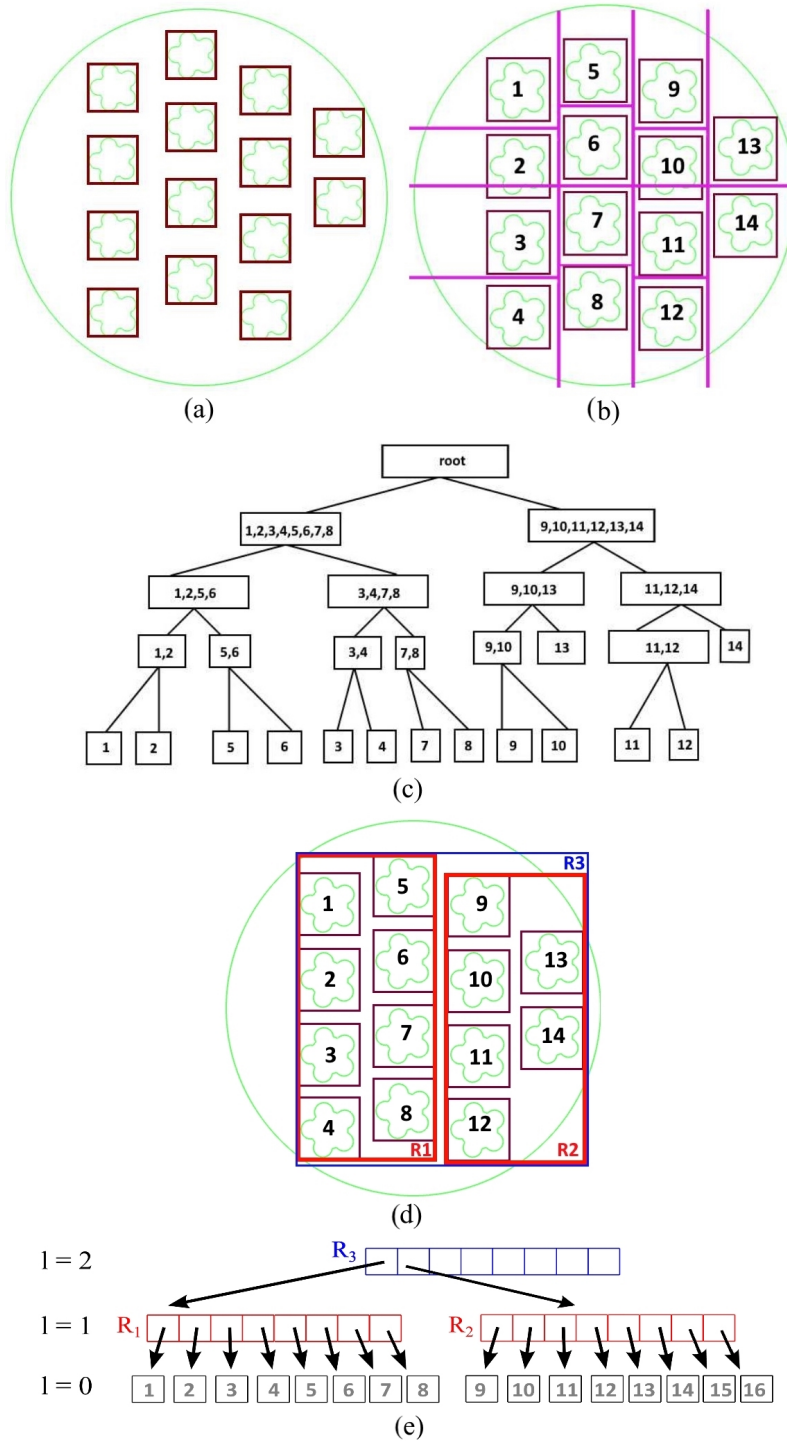 (a)
1 5 9
2 6 10 13
3 7 11 14
4 8 12
(b)
root
1,2,3,4,5,6,7,8 9,10,11,12,13,14
1,2,5,6 3,4,7,8 9,10,13 11,12,14
1,2 5,6 3,4 7,8 9,10 13 11,12 14
1 2 5 6 3 4 7 8 9 10 11 12
(c)
R3
1 5 9
2 6 10 13
3 7 11 14
4 8 12
R1 R2
(d)
l = 2 R3
l = 1 R1 R2
l = 0 1 2 3 4 5 6 7 8 9 10 11 12 13 14 15 16
(e)